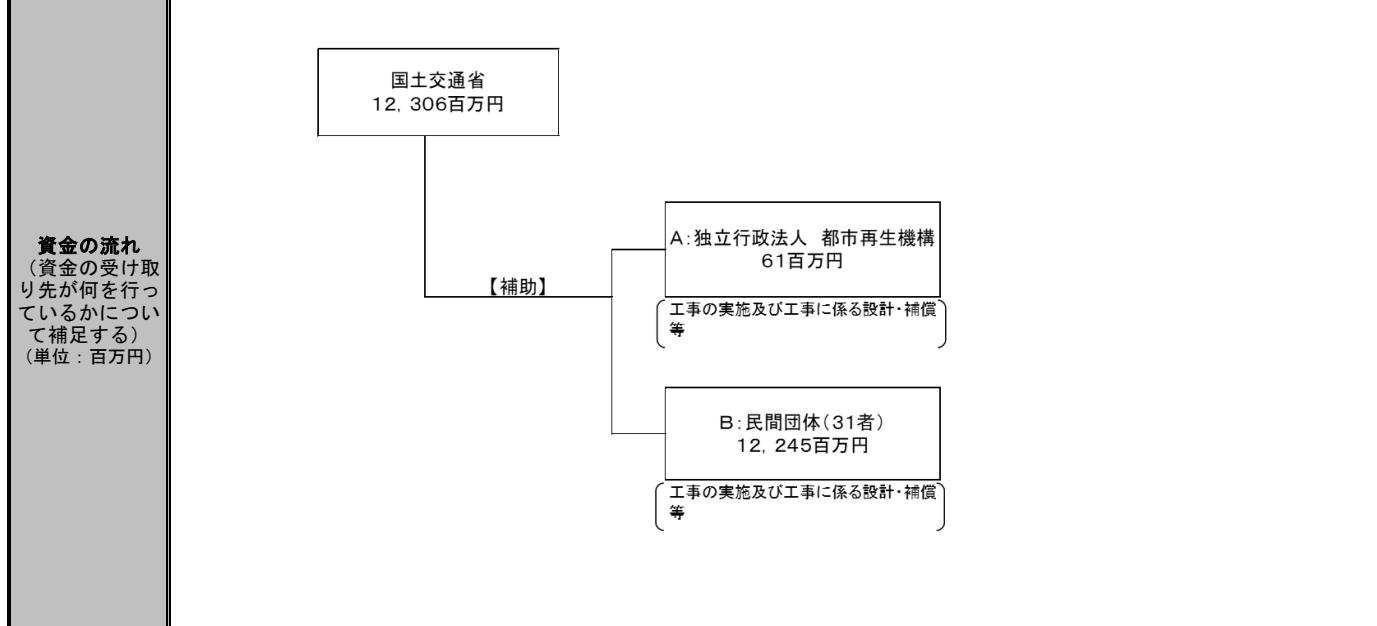 資金の流れ
（資金の受け取
り先が何を行っ
ているかについ
て補足する）
（単位：百万円）
国土交通省
１２，３０６百万円
【補助】
Ａ：独立行政法人　都市再生機構
６１百万円
工事の実施及び工事に係る設計・補償
等
Ｂ：民間団体（３１者）
１２，２４５百万円
工事の実施及び工事に係る設計・補償
等